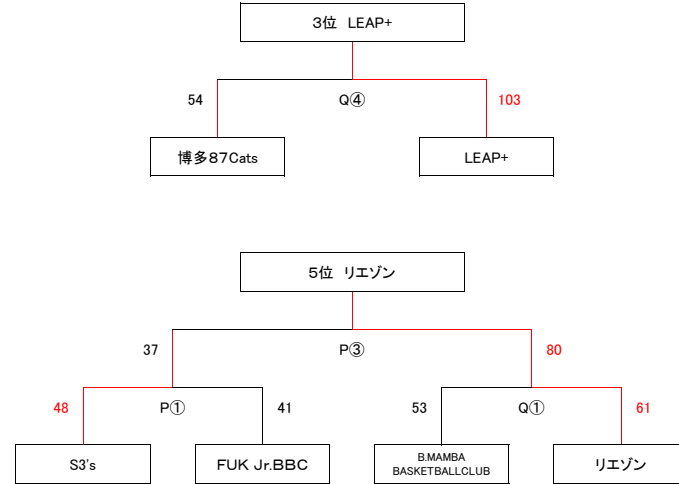 3位 LEAP+
54
Q④
103
博多87Cats
LEAP+
5位 リエゾン
37
P③
80
48
P①
41
53
Q①
61
S3's
FUK Jr.BBC
B.MAMBA
BASKETBALLCLUB
リエゾン